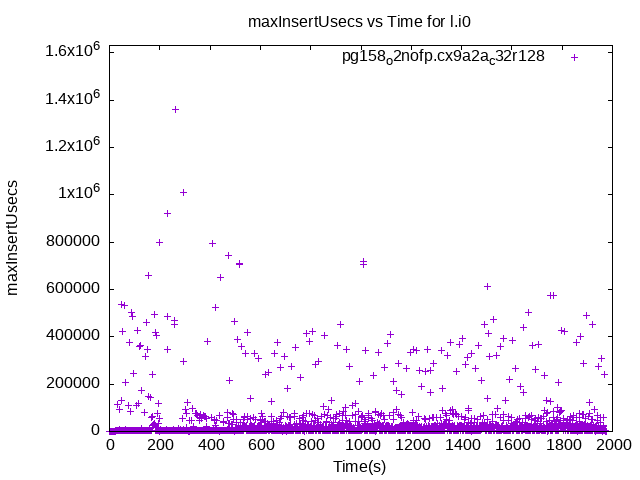 maxInsertUsecs vs Time for l.i0
pg158o2nofp.cx9a2ac32r128
1.6x10^6
1.4x10^6
1.2x10^6
1x10^6
800000
600000
400000
200000
0
maxInsertUsecs
0 200 400 600 800 1000 1200 1400 1600 1800 2000
Time(s)